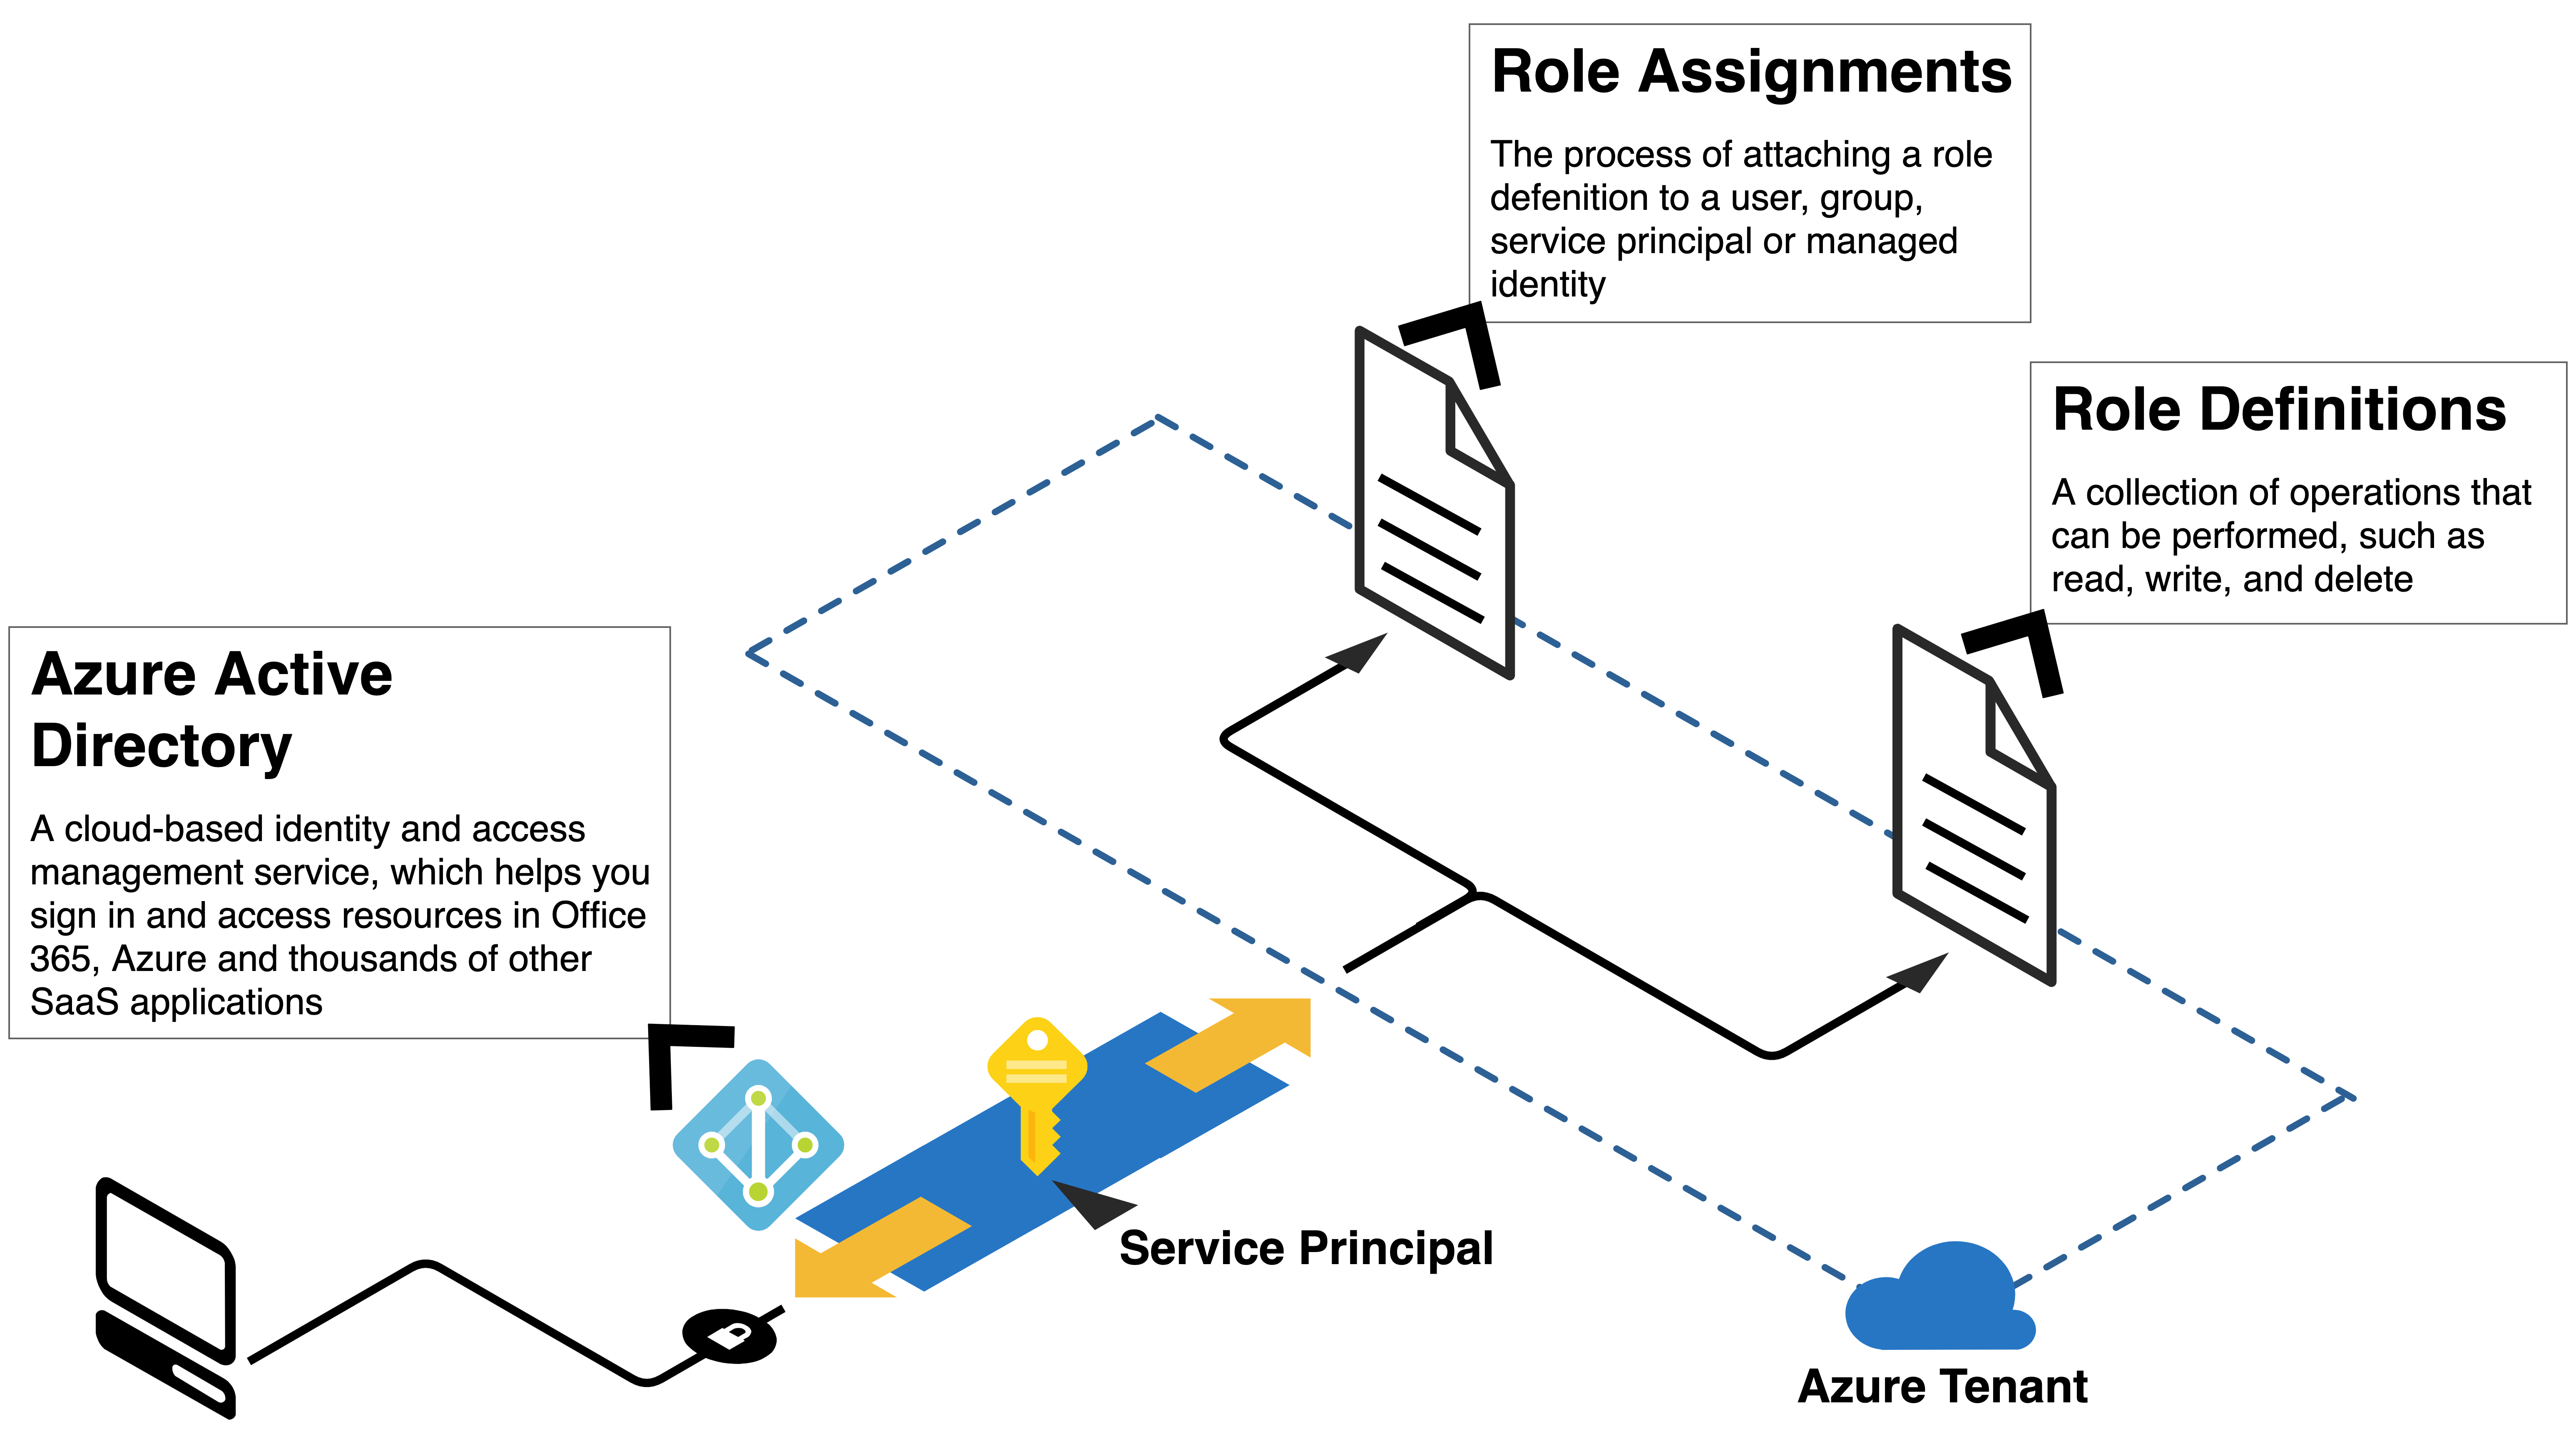 Role Assignments
The process of attaching a role
defenition to a user, group,
service principal or managed
identity
Role Definitions
A collection of operations that
can be performed, such as
read, write, and delete
Azure Active
Directory
A cloud-based identity and access
management service, which helps you
sign in and access resources in Office
365, Azure and thousands of other
SaaS applications
Service Principal
Azure Tenant